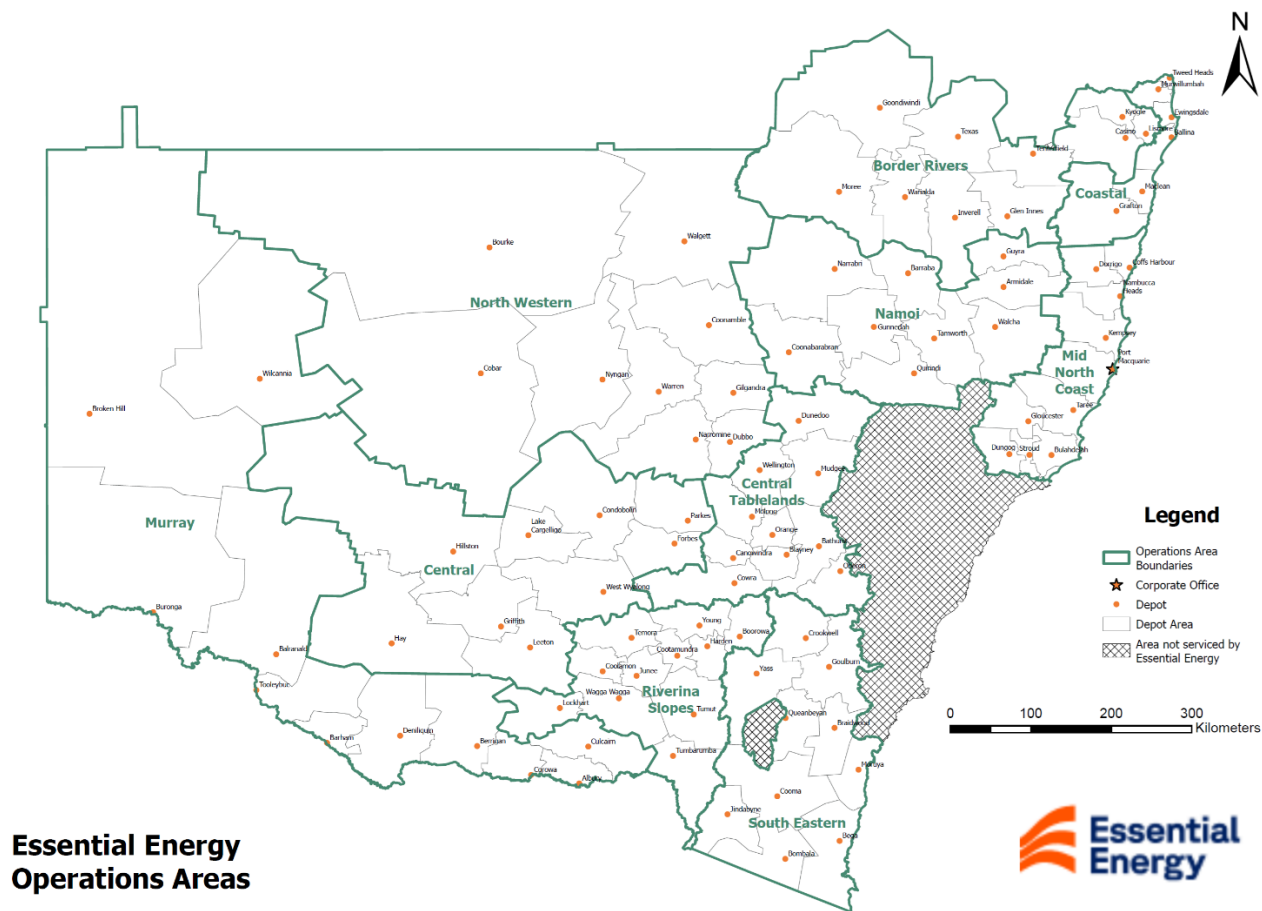 N
Tweed Heads
Murwillumbah
Goondiwindi
Kyogle
Ewingsdale
Texas
Casino
Lismore
Ballina
Tenterfield
Border Rivers
Moree
Warialda
Coastal
Maclean
Inverell
Glen Innes
Grafton
Bourke
Walgett
Guyra
Narrabri
Barraba
Dorrigo
Coffs Harbour
Armidale
Nambucca
Heads
North Western
Namoi
Coonamble
Gunnedah
Walcha
Tamworth
Kempsey
Coonabarabran
Port
Macquarie
Mid
North
Coast
Quirindi
Wilcannia
Cobar
Nyngan
Warren
Gilgandra
Broken Hill
Taree
Dunedoo
Gloucester
Narromine
Dubbo
Dungog
Stroud
Bulahdelah
Wellington
Mudgee
Central
Tablelands
Murray
Condobolin
Parkes
Molong
Legend
Lake
Cargelligo
Orange
Forbes
Bathurst
Hillston
Canowindra
Blayney
Operations Area
Boundaries
Central
Oberon
Corporate Office
Cowra
West Wyalong
Depot
Buronga
Depot Area
Griffith
Young
Area not serviced by
Essential Energy
Hay
Temora
Boorowa
Crookwell
Leeton
Harden
Balranald
Cootamundra
Coolamon
Junee
Yass
Goulburn
Tooleybuc
Wagga Wagga
Riverina
Slopes
Lockhart
Tumut
Queanbeyan
Braidwood
0 100 200 300
Kilometers
Barham
Deniliquin
Berrigan
Culcairn
Tumbarumba
Moruya
Corowa
Albury
Cooma
Jindabyne
South Eastern
Bega
Bombala
Essential Energy
Operations Areas
Essential
Energy